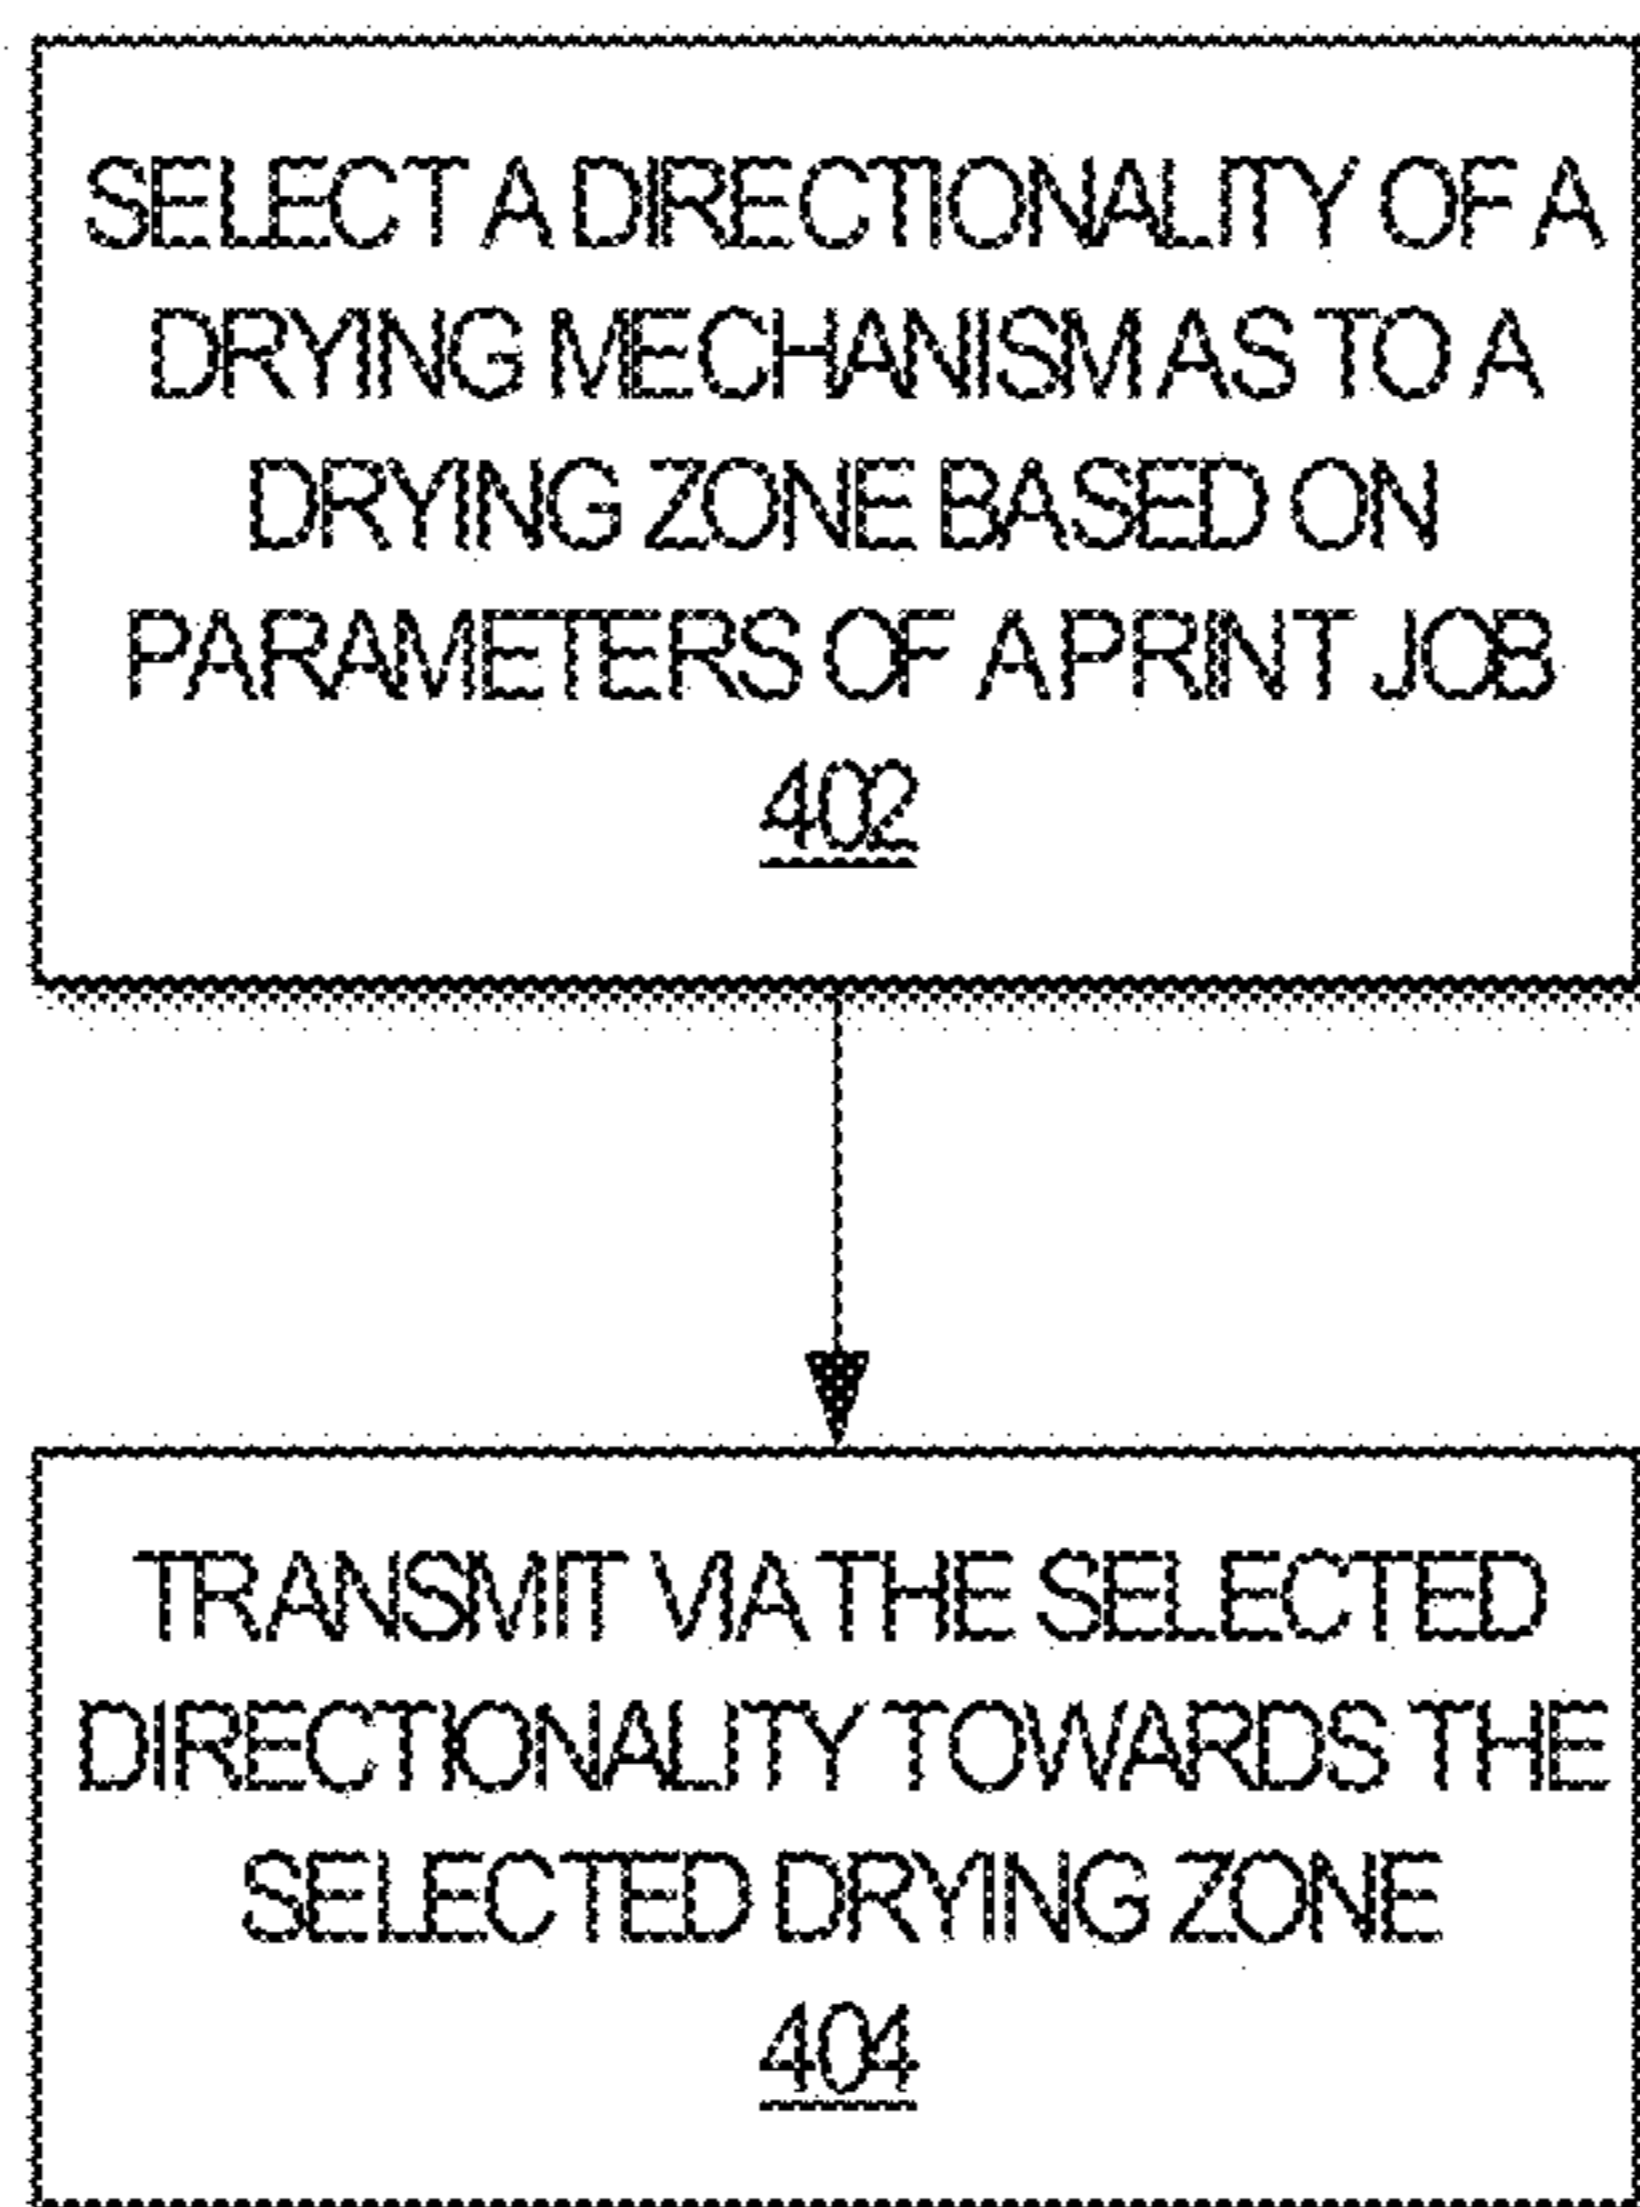 SELECT A DIRECTIONALITY OF A
DRYING MECHANISM AS TO A
DRYING ZONE BASED ON
PARAMETERS OF A PRINT JOB
402
TRANSMIT VIA THE SELECTED
DIRECTIONALITY TOWARDS THE
SELECTED DRYING ZONE
404